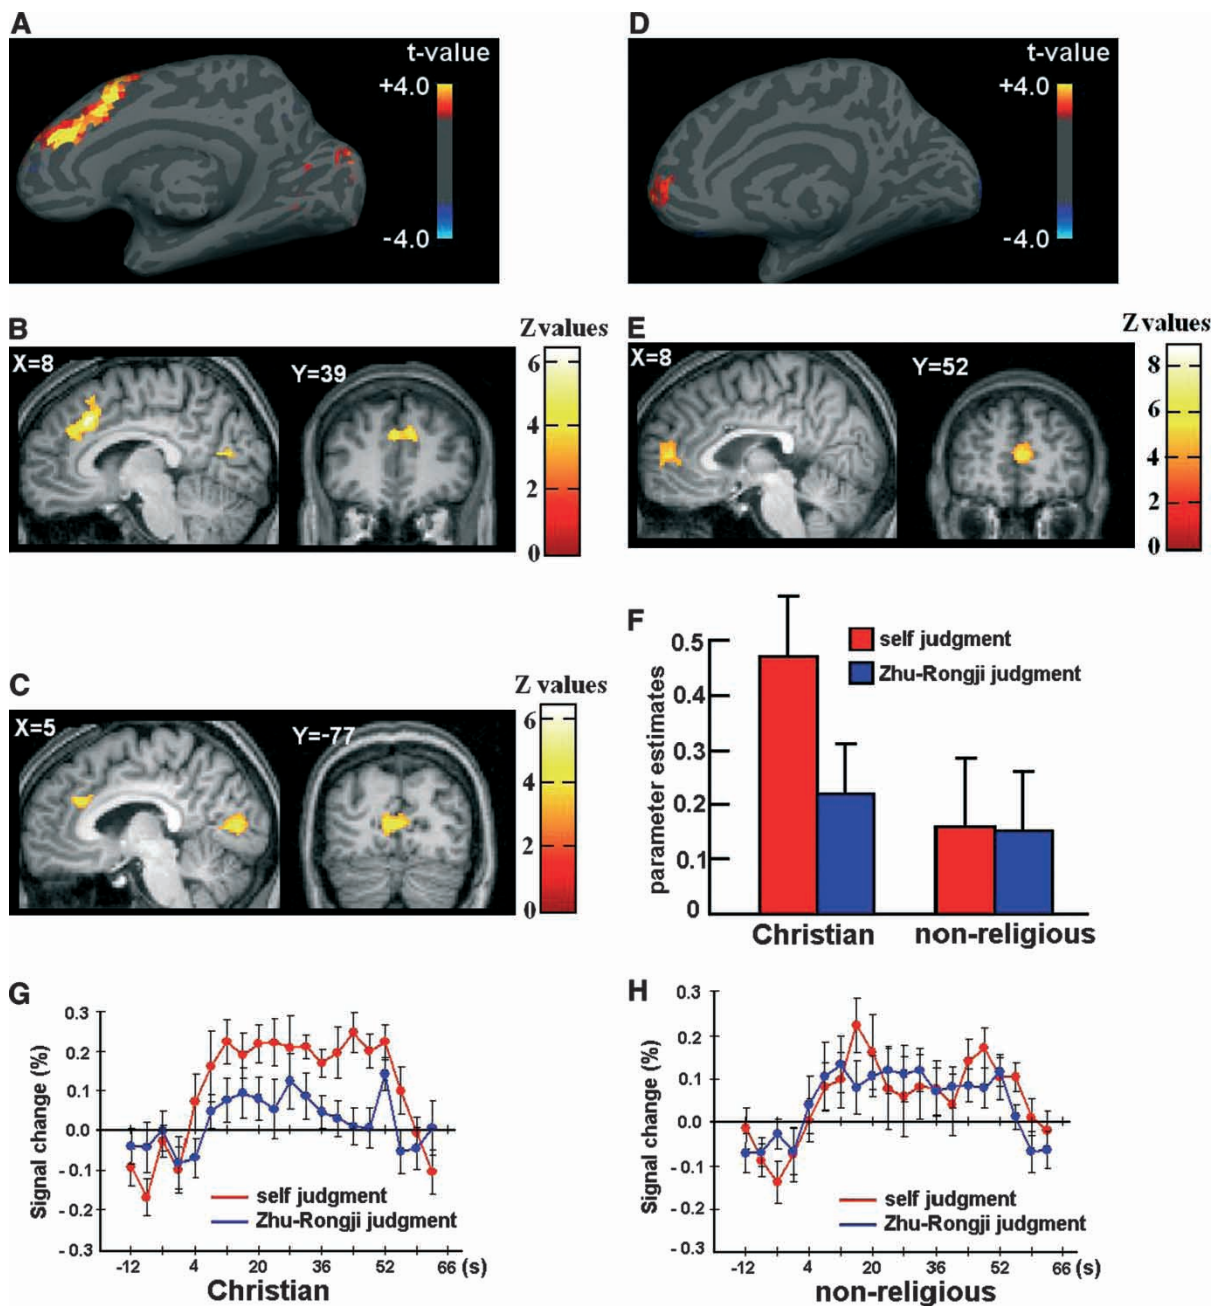 A
t-value
+4.0
-4.0
D
t-value
+4.0
-4.0
B
X=8
Y=39
Z values
6
4
2
0
E
X=8
Y=52
Z values
8
6
4
2
0
C
X=5
Y=-77
Z values
6
4
2
0
F
parameter estimates
0.5
0.4
0.3
0.2
0.1
0
self judgment
Zhu-Rongji judgment
Christian
non-religious
G
Signal change (%)
0.3
0.2
0.1
0.0
- 0.1
- 0.2
- 0.3
self judgment
Zhu-Rongji judgment
-12 4 20 36 52 66 (s)
Christian
H
Signal change (%)
0.3
0.2
0.1
0.0
- 0.1
- 0.2
- 0.3
self judgment
Zhu-Rongji judgment
-12 4 20 36 52 66 (s)
non-religious